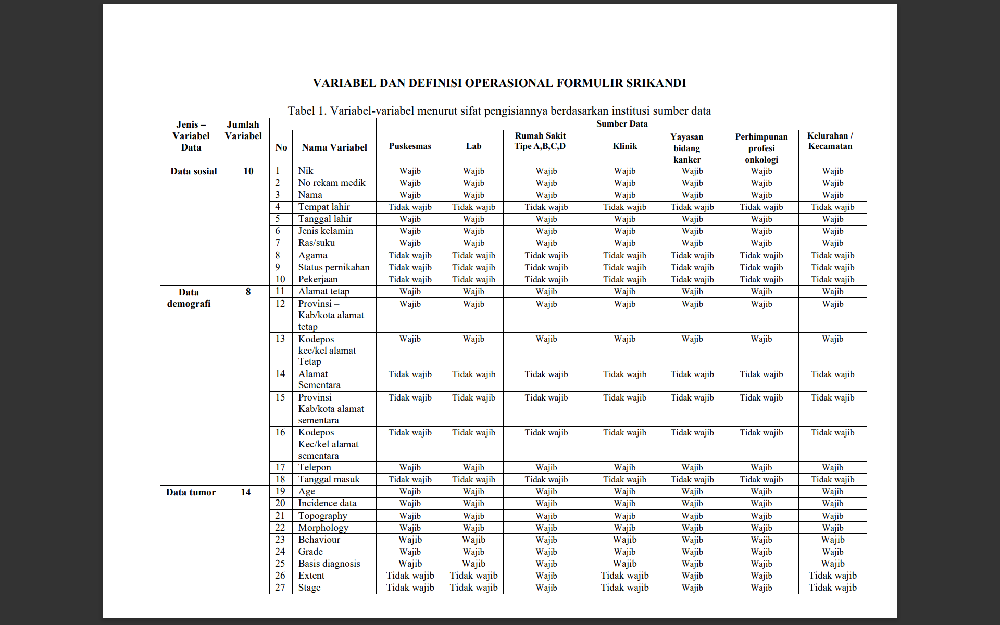 VARIABEL DAN DEFINISI OPERASIONAL FORMULIR SRIKANDI
Tabel 1. Variabel-variabel menurut sifat pengisiannya berdasarkan institusi sumber data
Jenis – Variabel Data Jumlah Variabel Sumber Data
No Nama Variabel Puskesmas Lab Rumah Sakit Tipe A,B,C,D Klinik Yayasan bidang kanker Perhimpunan profesi onkologi Kelurahan / Kecamatan
Data sosial 10 1 Nik Wajib Wajib Wajib Wajib Wajib Wajib Wajib
2 No rekam medik Wajib Wajib Wajib Wajib Wajib Wajib Wajib
3 Nama Wajib Wajib Wajib Wajib Wajib Wajib Wajib
4 Tempat lahir Tidak wajib Tidak wajib Tidak wajib Tidak wajib Tidak wajib Tidak wajib Tidak wajib
5 Tanggal lahir Wajib Wajib Wajib Wajib Wajib Wajib Wajib
6 Jenis kelamin Wajib Wajib Wajib Wajib Wajib Wajib Wajib
7 Ras/suku Wajib Wajib Wajib Wajib Wajib Wajib Wajib
8 Agama Tidak wajib Tidak wajib Tidak wajib Tidak wajib Tidak wajib Tidak wajib Tidak wajib
9 Status pernikahan Tidak wajib Tidak wajib Tidak wajib Tidak wajib Tidak wajib Tidak wajib Tidak wajib
10 Pekerjaan Tidak wajib Tidak wajib Tidak wajib Tidak wajib Tidak wajib Tidak wajib Tidak wajib
Data demografi 8 11 Alamat tetap Wajib Wajib Wajib Wajib Wajib Wajib Wajib
12 Provinsi – Wajib Wajib Wajib Wajib Wajib Wajib Wajib
Kab/kota alamat
tetap
13 Kodepos – Wajib Wajib Wajib Wajib Wajib Wajib Wajib
kec/kel alamat
Tetap
14 Alamat Tidak wajib Tidak wajib Tidak wajib Tidak wajib Tidak wajib Tidak wajib Tidak wajib
Sementara
15 Provinsi – Tidak wajib Tidak wajib Tidak wajib Tidak wajib Tidak wajib Tidak wajib Tidak wajib
Kab/kota alamat
sementara
16 Kodepos – Tidak wajib Tidak wajib Tidak wajib Tidak wajib Tidak wajib Tidak wajib Tidak wajib
Kec/kel alamat
sementara
17 Telepon Wajib Wajib Wajib Wajib Wajib Wajib Wajib
18 Tanggal masuk Tidak wajib Tidak wajib Tidak wajib Tidak wajib Tidak wajib Tidak wajib Tidak wajib
Data tumor 14 19 Age Wajib Wajib Wajib Wajib Wajib Wajib Wajib
20 Incidence data Wajib Wajib Wajib Wajib Wajib Wajib Wajib
21 Topography Wajib Wajib Wajib Wajib Wajib Wajib Wajib
22 Morphology Wajib Wajib Wajib Wajib Wajib Wajib Wajib
23 Behaviour Wajib Wajib Wajib Wajib Wajib Wajib Wajib
24 Grade Wajib Wajib Wajib Wajib Wajib Wajib Wajib
25 Basis diagnosis Wajib Wajib Wajib Wajib Wajib Wajib Wajib
26 Extent Tidak wajib Tidak wajib Wajib Tidak wajib Wajib Wajib Tidak wajib
27 Stage Tidak wajib Tidak wajib Wajib Tidak wajib Wajib Wajib Tidak wajib